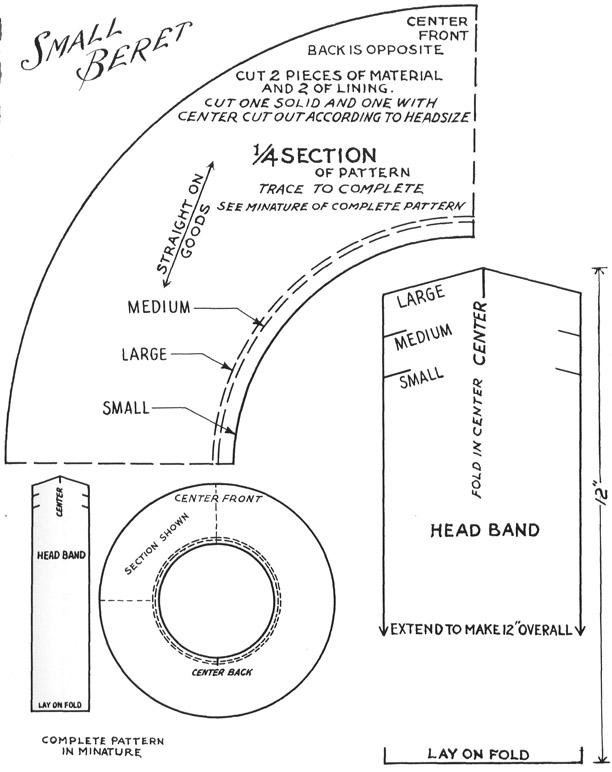 SMALL
BERET
CENTER
FRONT
BACK IS OPPOSITE
CUT 2 PIECES OF MATERIAL
AND 2 OF LINING.
CUT ONE SOLID AND ONE WITH
CENTER CUT OUT ACCORDING TO HEADSIZE
1/4 SECTION
OF PATTERN
TRACE TO COMPLETE
SEE MINATURE OF COMPLETE PATTERN
STRAIGHT ON
GOODS
MEDIUM
LARGE
SMALL
LARGE
MEDIUM
SMALL
CENTER
FOLD IN CENTER
HEAD BAND
EXTEND TO MAKE 12" OVERALL
12"
LAY ON FOLD
CENTER
HEAD BAND
LAY ON FOLD
CENTER FRONT
SECTION SHOWN
CENTER BACK
COMPLETE PATTERN
IN MINATURE